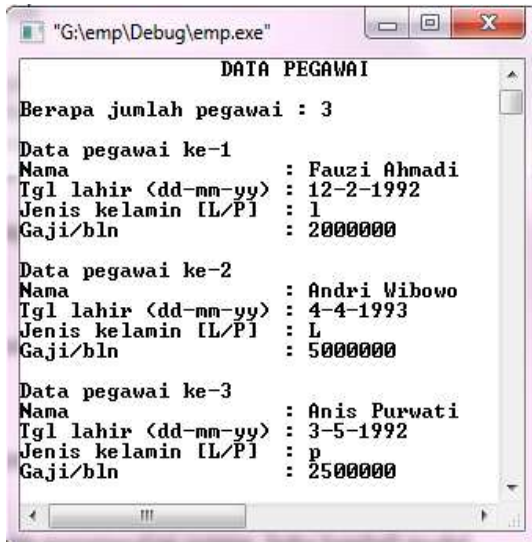 "G:\emp\Debug\emp.exe"
DATA PEGAWAI
Berapa jumlah pegawai : 3
Data pegawai ke-1
Nama : Fauzi Ahmadi
Tgl lahir (dd-mm-yy) : 12-2-1992
Jenis kelamin [L/P] : l
Gaji/bln : 2000000
Data pegawai ke-2
Nama : Andri Wibowo
Tgl lahir (dd-mm-yy) : 4-4-1993
Jenis kelamin [L/P] : L
Gaji/bln : 5000000
Data pegawai ke-3
Nama : Anis Purwati
Tgl lahir (dd-mm-yy) : 3-5-1992
Jenis kelamin [L/P] : p
Gaji/bln : 2500000